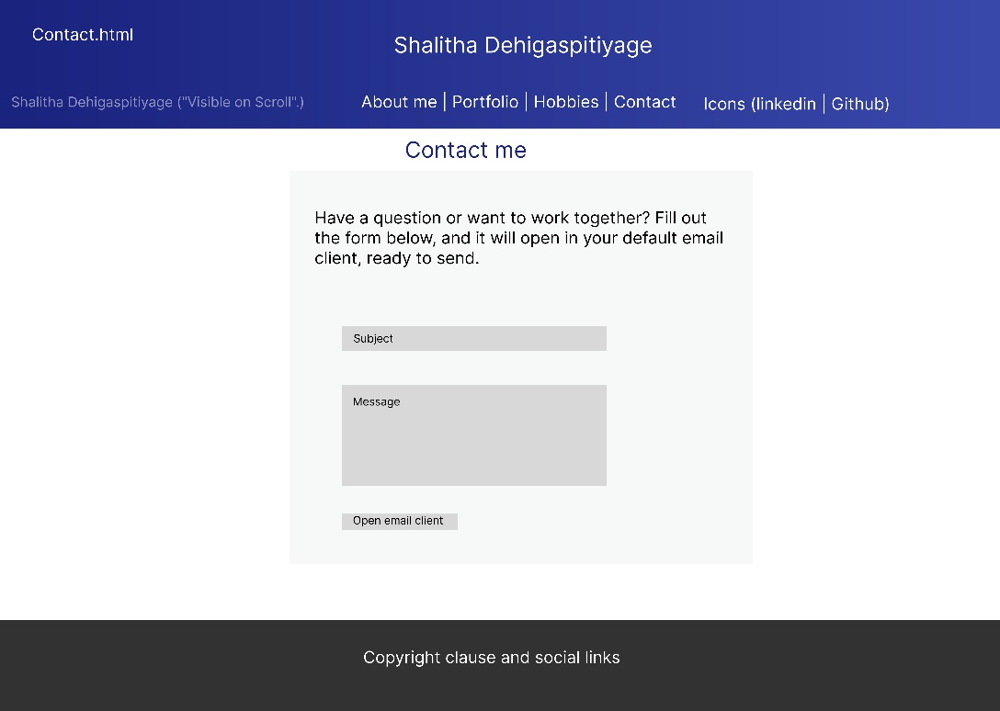 Contact.html
Shalitha Dehigaspitiyage
Shalitha Dehigaspitiyage ("Visible on Scroll".)
About me | Portfolio | Hobbies | Contact
Icons (linkedin | Github)
Contact me
Have a question or want to work together? Fill out
the form below, and it will open in your default email
client, ready to send.
Subject
Message
Open email client
Copyright clause and social links